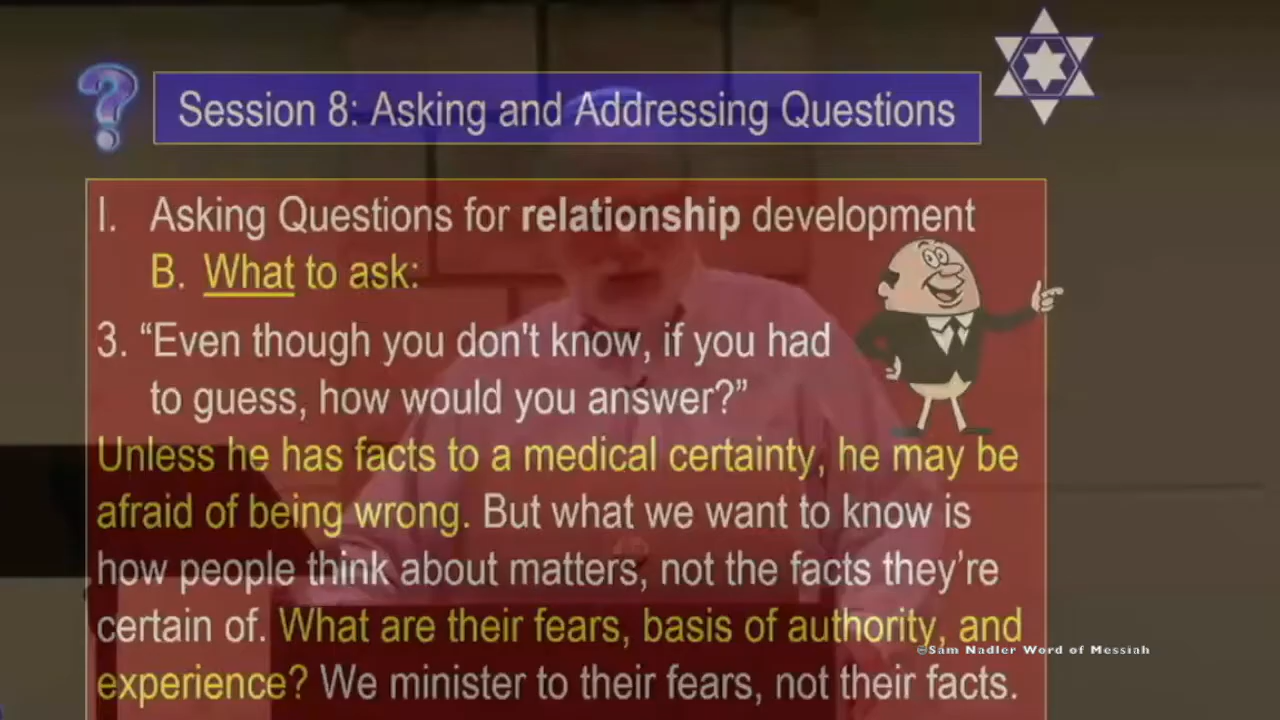 Session 8: Asking and Addressing Questions
I. Asking Questions for relationship development
B. What to ask:
3. “Even though you don't know, if you had
to guess, how would you answer?”
Unless he has facts to a medical certainty, he may be
afraid of being wrong. But what we want to know is
how people think about matters, not the facts they’re
certain of. What are their fears, basis of authority, and
©Sam Nadler Word of Messiah
experience? We minister to their fears, not their facts.